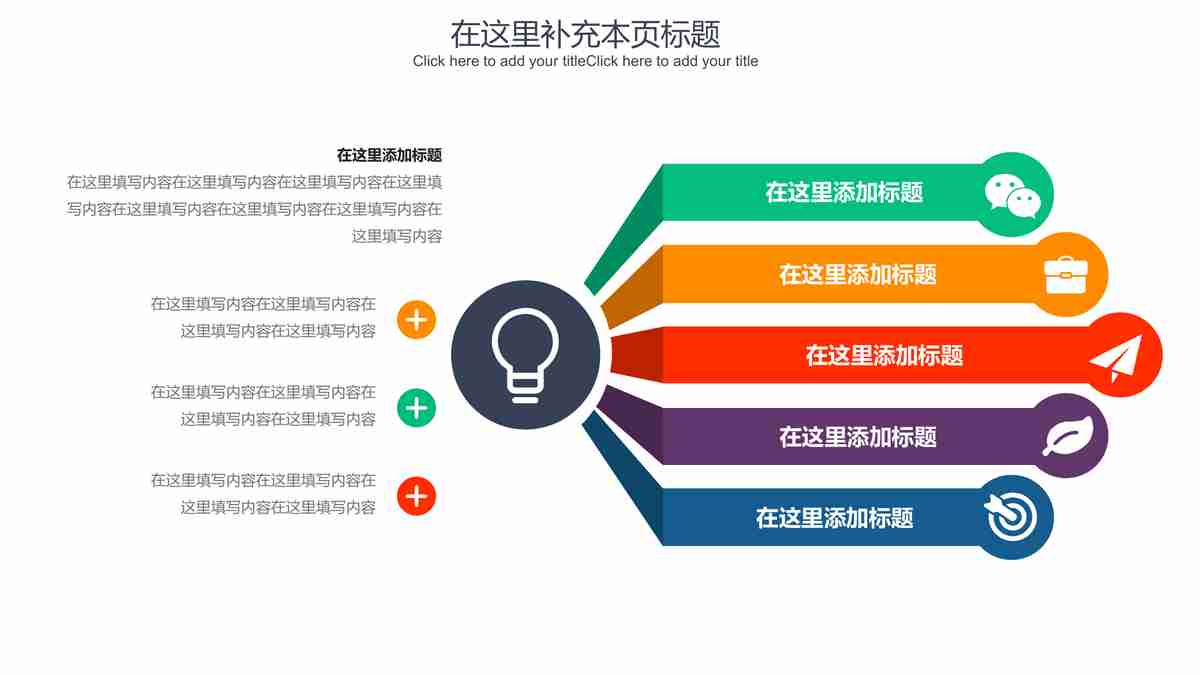 在这里补充本页标题
Click here to add your titleClick here to add your title
在这里添加标题
在这里填写内容在这里填写内容在这里填写内容在这里填
写内容在这里填写内容在这里填写内容在这里填写内容在
这里填写内容
在这里填写内容在这里填写内容在
这里填写内容在这里填写内容
在这里填写内容在这里填写内容在
这里填写内容在这里填写内容
在这里填写内容在这里填写内容在
这里填写内容在这里填写内容
在这里添加标题
在这里添加标题
在这里添加标题
在这里添加标题
在这里添加标题